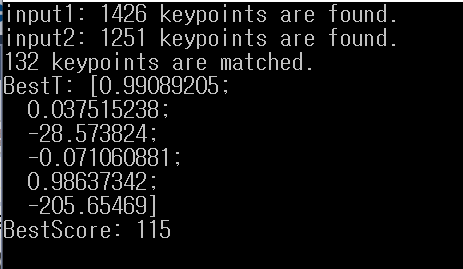 input1: 1426 keypoints are found.
input2: 1251 keypoints are found.
132 keypoints are matched.
BestT: [0.99089205;
  0.037515238;
  -28.573824;
  -0.071060881;
  0.98637342;
  -205.65469]
BestScore: 115